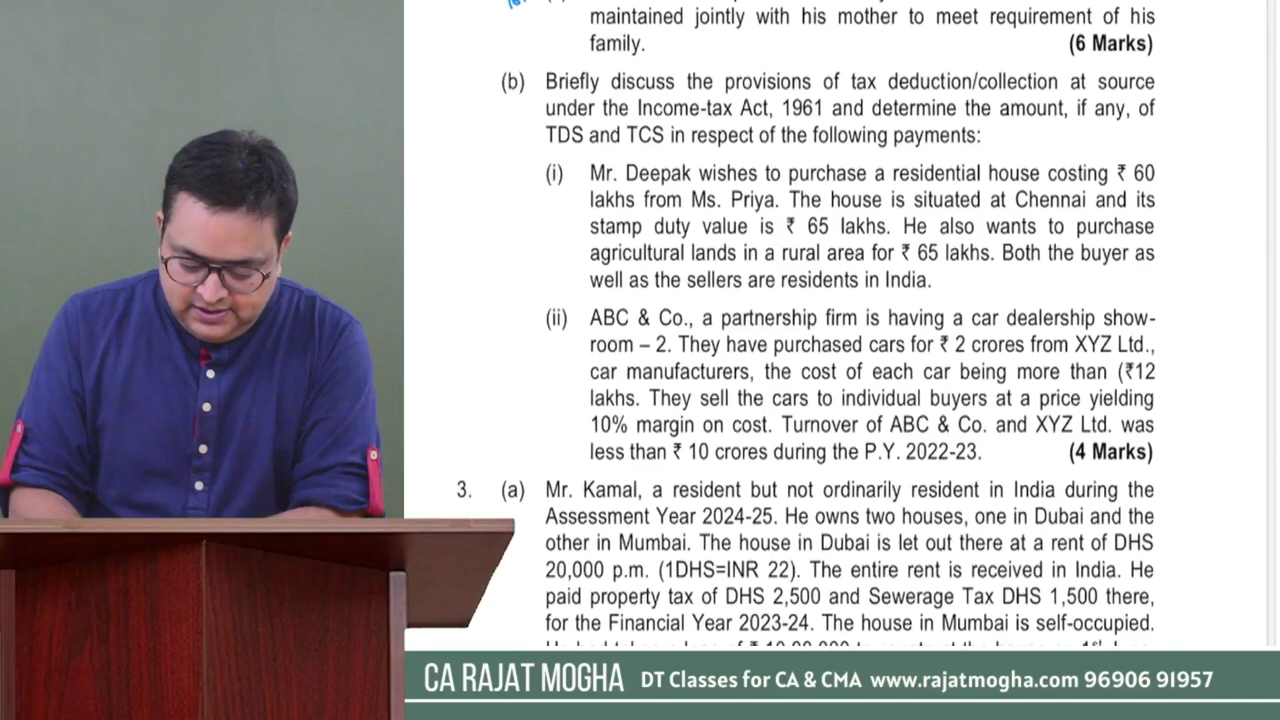 maintained jointly with his mother to meet requirement of his
family. (6 Marks)
(b) Briefly discuss the provisions of tax deduction/collection at source
under the Income-tax Act, 1961 and determine the amount, if any, of
TDS and TCS in respect of the following payments:
(i) Mr. Deepak wishes to purchase a residential house costing ₹ 60
lakhs from Ms. Priya. The house is situated at Chennai and its
stamp duty value is ₹ 65 lakhs. He also wants to purchase
agricultural lands in a rural area for ₹ 65 lakhs. Both the buyer as
well as the sellers are residents in India.
(ii) ABC & Co., a partnership firm is having a car dealership show-
room – 2. They have purchased cars for ₹ 2 crores from XYZ Ltd.,
car manufacturers, the cost of each car being more than (₹12
lakhs. They sell the cars to individual buyers at a price yielding
10% margin on cost. Turnover of ABC & Co. and XYZ Ltd. was
less than ₹ 10 crores during the P.Y. 2022-23. (4 Marks)
3. (a) Mr. Kamal, a resident but not ordinarily resident in India during the
Assessment Year 2024-25. He owns two houses, one in Dubai and the
other in Mumbai. The house in Dubai is let out there at a rent of DHS
20,000 p.m. (1DHS=INR 22). The entire rent is received in India. He
paid property tax of DHS 2,500 and Sewerage Tax DHS 1,500 there,
for the Financial Year 2023-24. The house in Mumbai is self-occupied.
CA RAJAT MOGHA DT Classes for CA & CMA www.rajatmogha.com 96906 91957